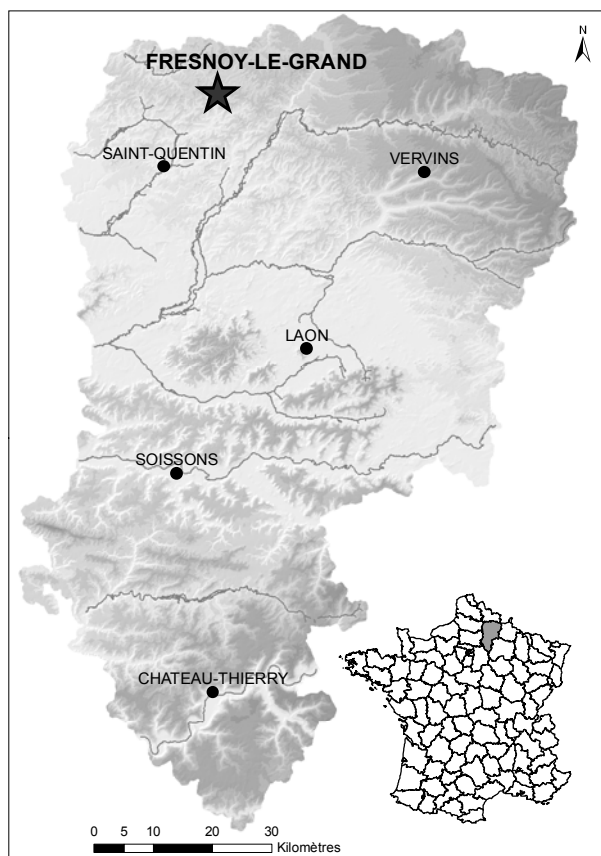 N
FRESNOY-LE-GRAND
SAINT-QUENTIN
VERVINS
LAON
SOISSONS
CHATEAU-THIERRY
0 5 10 20 30
Kilomètres